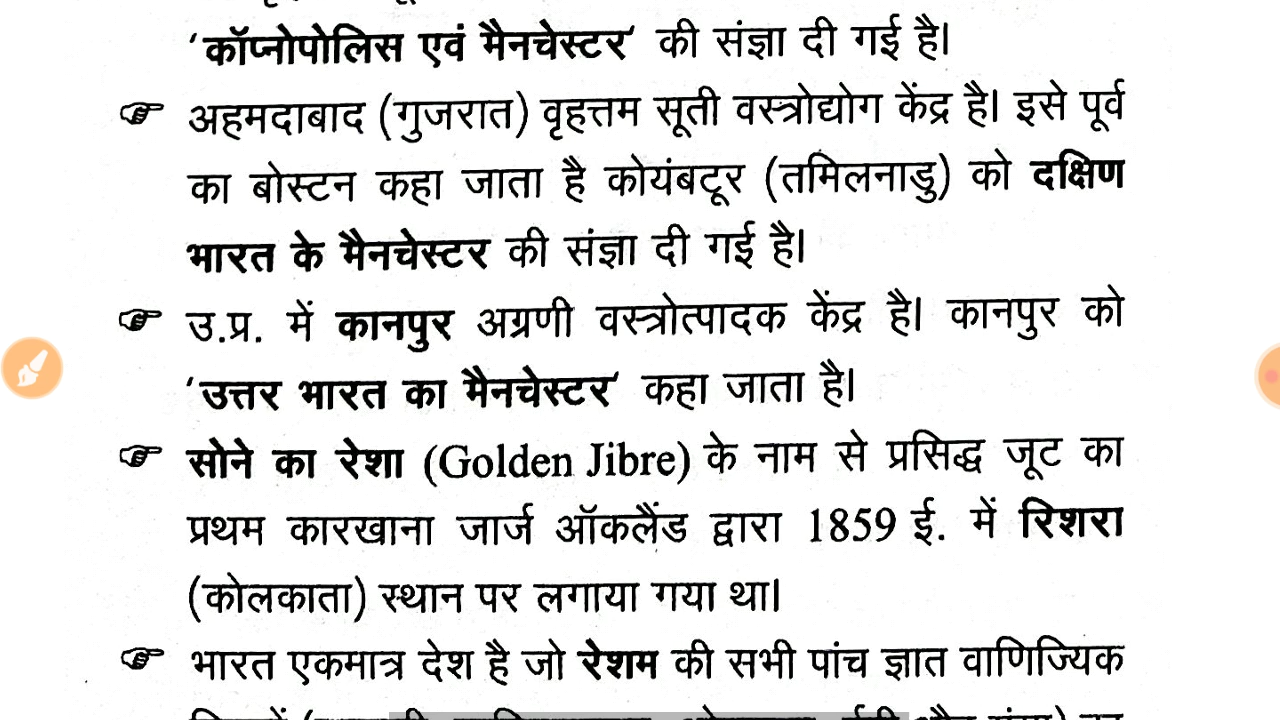 'कॉप्नोपोलिस एवं मैनचेस्टर' की संज्ञा दी गई है।
☞ अहमदाबाद (गुजरात) वृहत्तम सूती वस्त्रोद्योग केंद्र है। इसे पूर्व
का बोस्टन कहा जाता है कोयंबटूर (तमिलनाडु) को दक्षिण
भारत के मैनचेस्टर की संज्ञा दी गई है।
☞ उ.प्र. में कानपुर अग्रणी वस्त्रोत्पादक केंद्र है। कानपुर को
'उत्तर भारत का मैनचेस्टर' कहा जाता है।
☞ सोने का रेशा (Golden Jibre) के नाम से प्रसिद्ध जूट का
प्रथम कारखाना जार्ज ऑकलैंड द्वारा 1859 ई. में रिशरा
(कोलकाता) स्थान पर लगाया गया था।
☞ भारत एकमात्र देश है जो रेशम की सभी पांच ज्ञात वाणिज्यिक